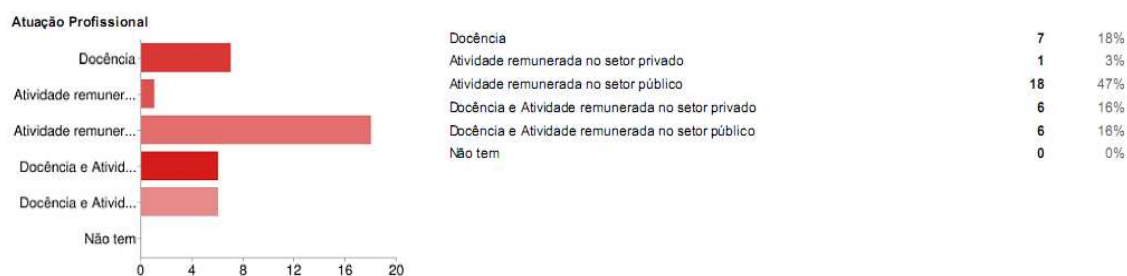 Atuação Profissional
Docência
Atividade remuner...
Atividade remuner...
Docência e Ativid...
Docência e Ativid...
Não tem
0 4 8 12 16 20
Docência 7 18%
Atividade remunerada no setor privado 1 3%
Atividade remunerada no setor público 18 47%
Docência e Atividade remunerada no setor privado 6 16%
Docência e Atividade remunerada no setor público 6 16%
Não tem 0 0%